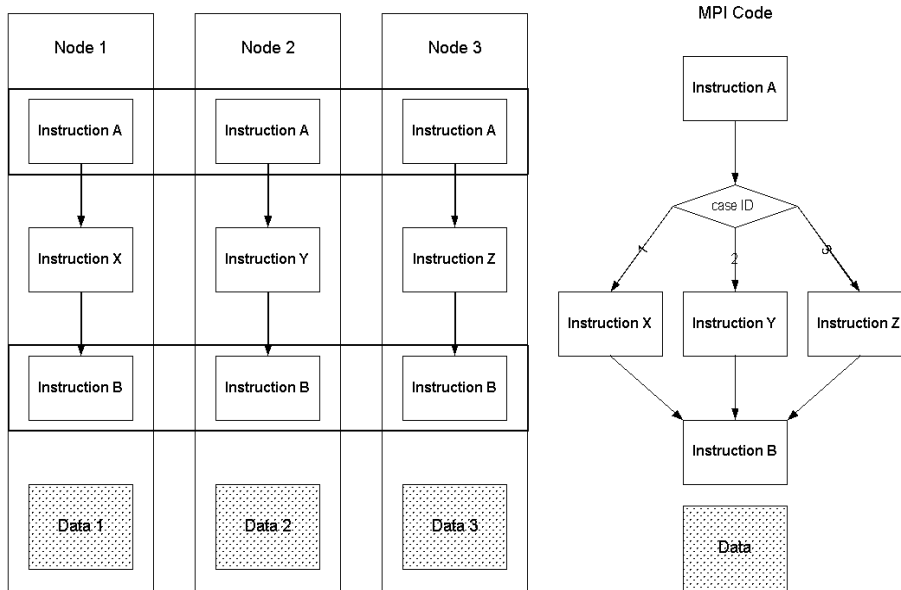 Node 1
Node 2
Node 3
MPI Code
Instruction A
Instruction A
Instruction A
Instruction A
case ID
1
2
3
Instruction X
Instruction Y
Instruction Z
Instruction X
Instruction Y
Instruction Z
Instruction B
Instruction B
Instruction B
Instruction B
Data 1
Data 2
Data 3
Data